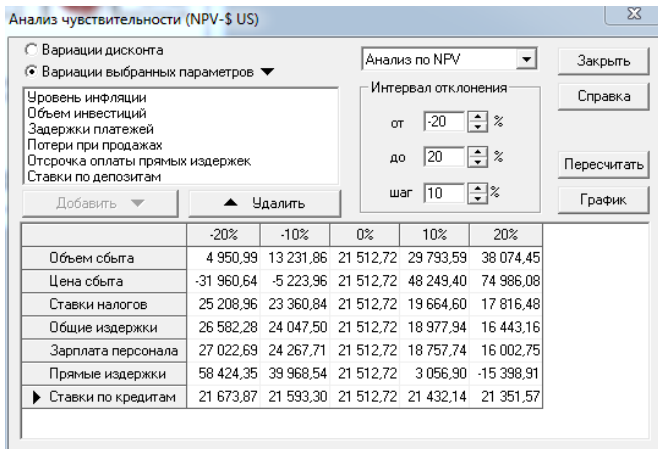 Анализ чувствительности (NPV-$ US)
Вариации дисконта
Вариации выбранных параметров
Анализ по NPV
Закрыть
Уровень инфляции
Объем инвестиций
Задержки платежей
Потери при продажах
Отсрочка оплаты прямых издержек
Ставки по депозитам
Интервал отклонения
от -20 %
до 20 %
шаг 10 %
Справка
Пересчитать
График
Добавить
Удалить
-20% -10% 0% 10% 20%
Объем сбыта 4 950,99 13 231,86 21 512,72 29 793,59 38 074,45
Цена сбыта -31 960,64 -5 223,96 21 512,72 48 249,40 74 986,08
Ставки налогов 25 208,96 23 360,84 21 512,72 19 664,60 17 816,48
Общие издержки 26 582,28 24 047,50 21 512,72 18 977,94 16 443,16
Зарплата персонала 27 022,69 24 267,71 21 512,72 18 757,74 16 002,75
Прямые издержки 58 424,35 39 968,54 21 512,72 3 056,90 -15 398,91
Ставки по кредитам 21 673,87 21 593,30 21 512,72 21 432,14 21 351,57